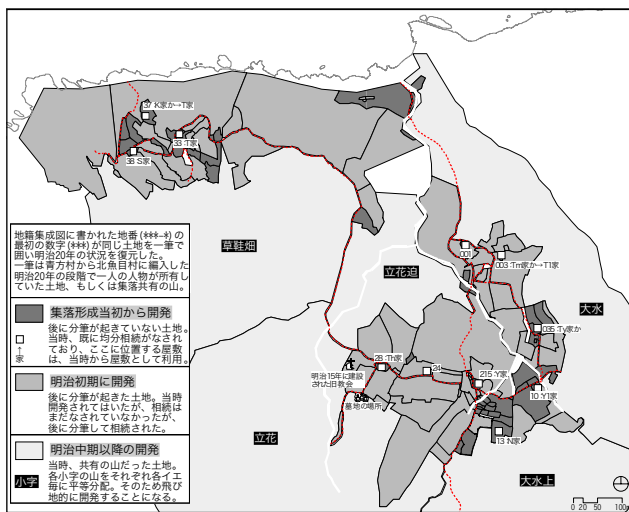 37 :K家か→T家
33 :T家
38 :S家
地籍集成図に書かれた地番 (***-*) の
最初の数字 (***) が同じ土地を一筆で
囲い明治20年の状況を復元した。
一筆は青方村から北魚目村に編入した
明治20年の段階で一人の人物が所有し
ていた土地、もしくは集落共有の山。
集落形成当初から開発
後に分筆が起きていない土地。
当時、既に均分相続がなされ
ており、ここに位置する屋敷
は、当時から屋敷として利用。
↑
家
明治初期に開発
後に分筆が起きた土地。当時
開発されてはいたが、相続は
まだなされていなかったが、
後に分筆して相続された。
明治中期以降の開発
当時、共有の山だった土地。
各小字の山をそれぞれ各イエ
毎に平等分配。そのため飛び
地的に開発することになる。
小字
草鞋畑
立花迫
大水
立花
大水上
001
003 :Tm家か→T1家
035 :Ty家か
28 :Th家
24
215 :Y家
10 :Y1家
13 :N家
明治15年に建設
された旧教会
墓地の場所
0 20 50 100m